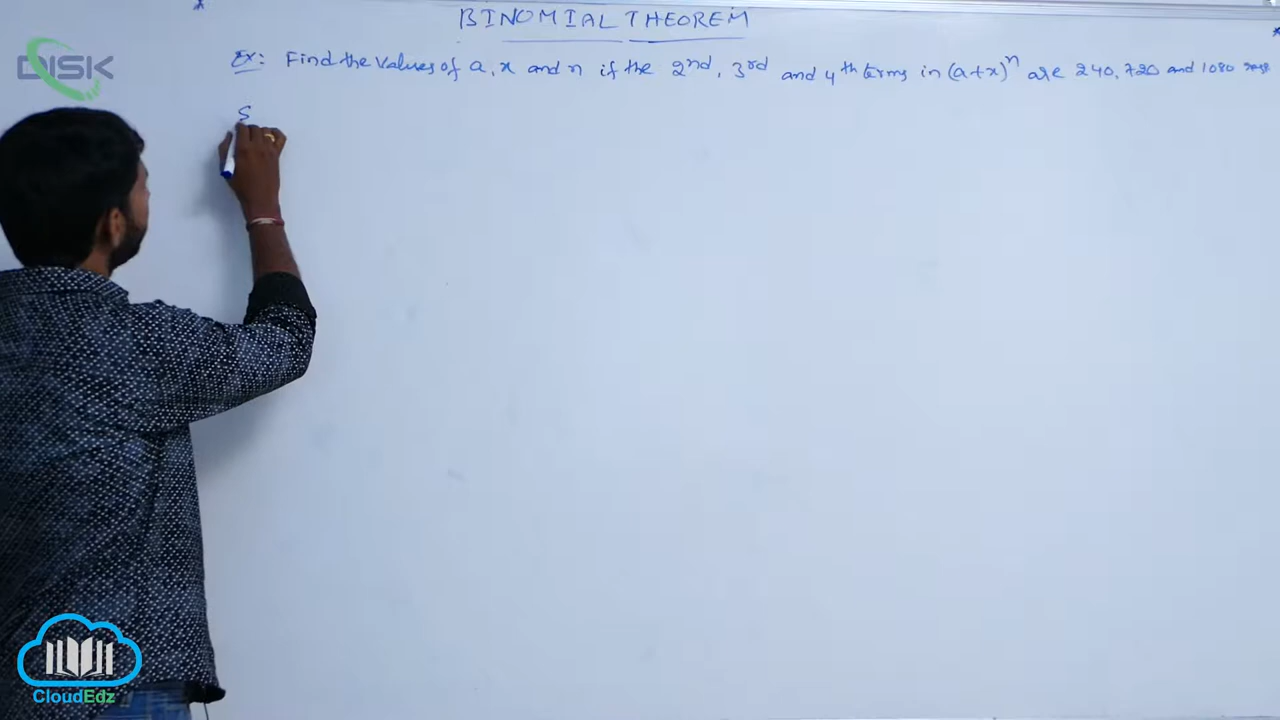 BINOMIAL THEOREM
DISK
Ex: Find the values of a, x and n if the 2nd, 3rd and 4th terms in (a+x)^n are 240, 720 and 1080
S
CloudEdz